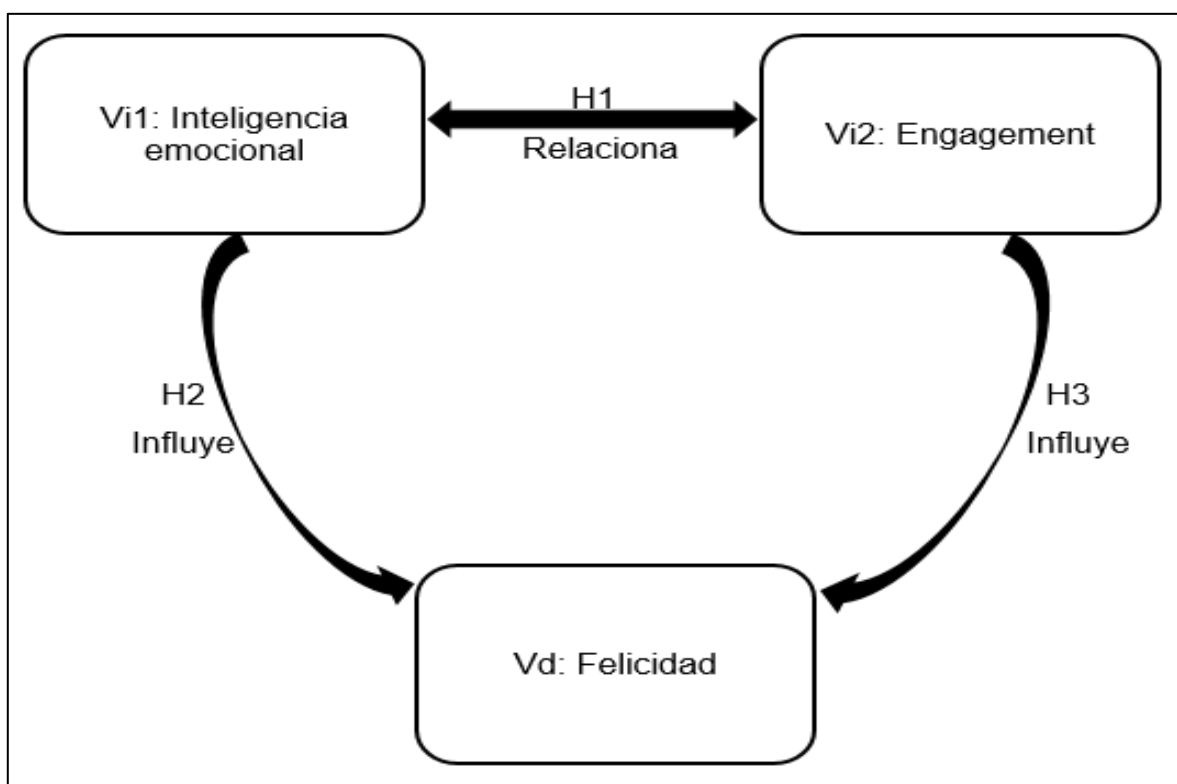 Vi1: Inteligencia
emocional
H1
Relaciona
Vi2: Engagement
H2
Influye
H3
Influye
Vd: Felicidad